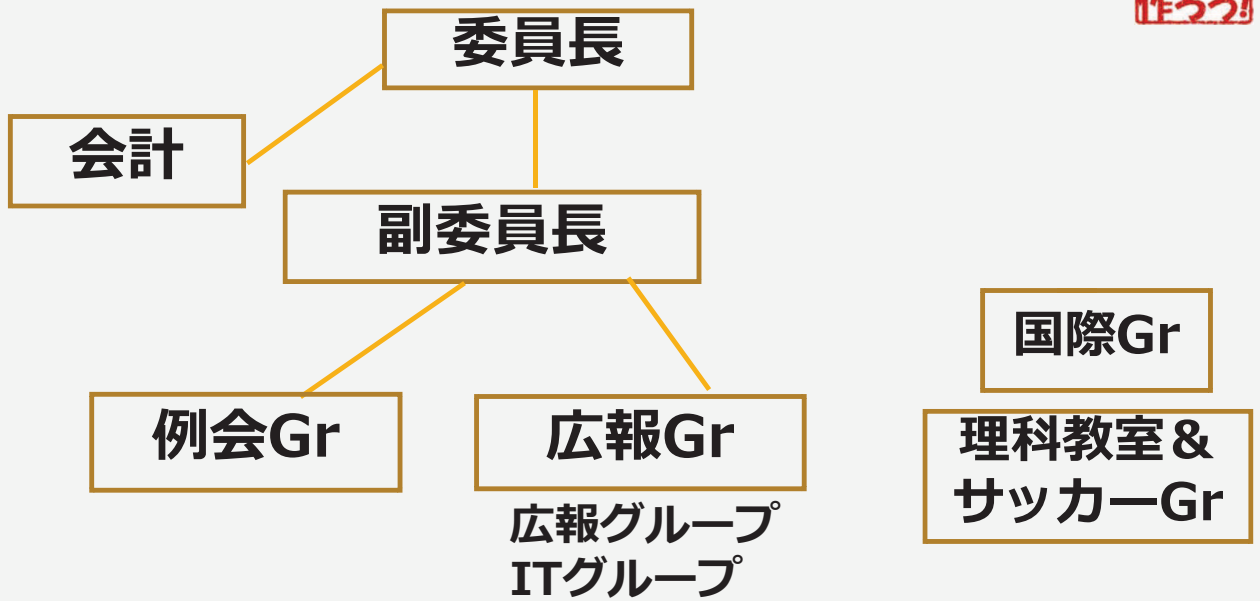 委員長
会計
副委員長
国際Gr
例会Gr
広報Gr
理科教室&
サッカーGr
広報グループ
ITグループ